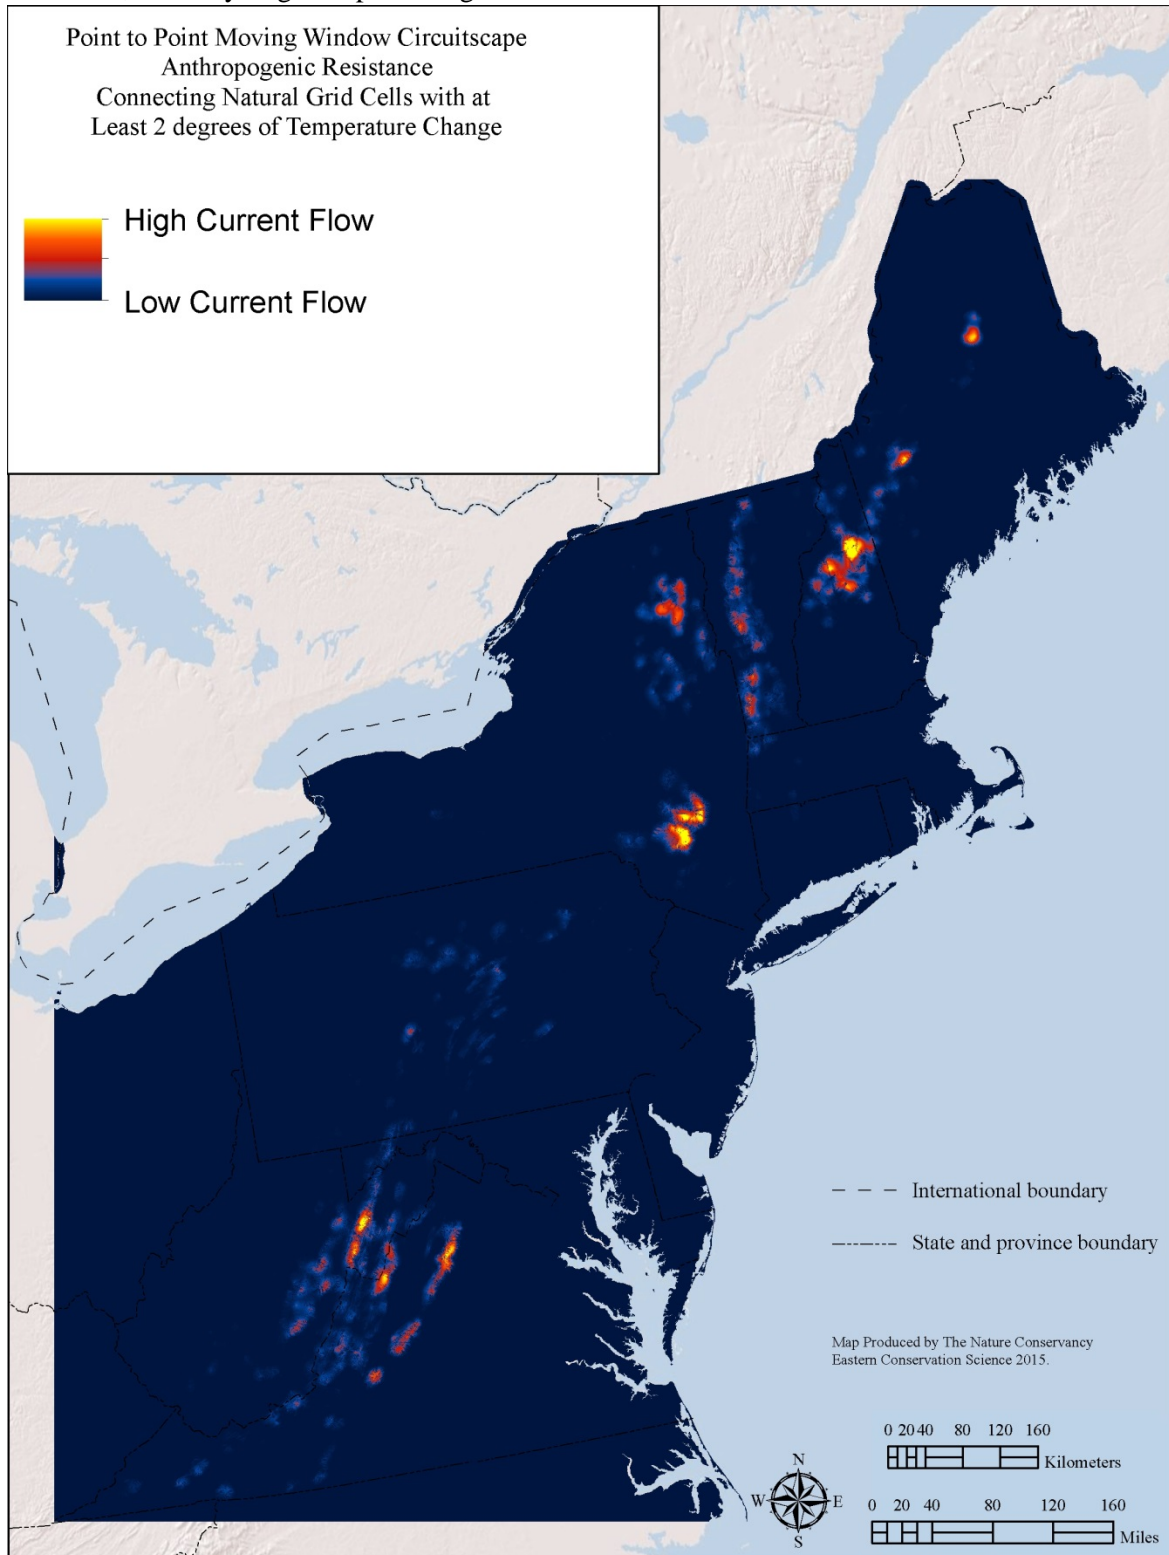 Point to Point Moving Window Circuitscape
Anthropogenic Resistance
Connecting Natural Grid Cells with at
Least 2 degrees of Temperature Change
High Current Flow
Low Current Flow
International boundary
State and province boundary
Map Produced by The Nature Conservancy
Eastern Conservation Science 2015.
0 20 40 80 120 160
Kilometers
N
W E
S
0 20 40 80 120 160
Miles